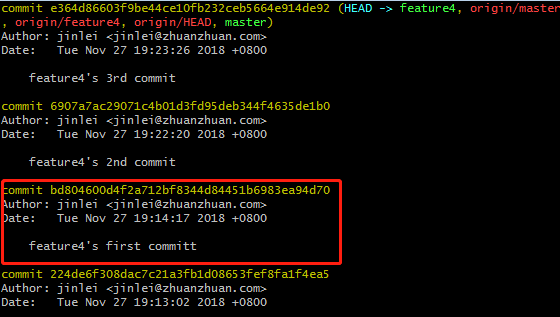 commit e364d86603f9be44ce10fb232ceb5664e914de92 (HEAD -> feature4, origin/master
, origin/feature4, origin/HEAD, master)
Author: jinlei <jinlei@zhuanzhuan.com>
Date:   Tue Nov 27 19:23:26 2018 +0800
    feature4's 3rd commit
commit 6907a7ac29071c4b01d3fd95deb344f4635de1b0
Author: jinlei <jinlei@zhuanzhuan.com>
Date:   Tue Nov 27 19:22:20 2018 +0800
    feature4's 2nd commit
commit bd804600d4f2a712bf8344d84451b6983ea94d70
Author: jinlei <jinlei@zhuanzhuan.com>
Date:   Tue Nov 27 19:14:17 2018 +0800
    feature4's first committ
commit 224de6f308dac7c21a3fb1d08653fef8fa1f4ea5
Author: jinlei <jinlei@zhuanzhuan.com>
Date:   Tue Nov 27 19:13:02 2018 +0800